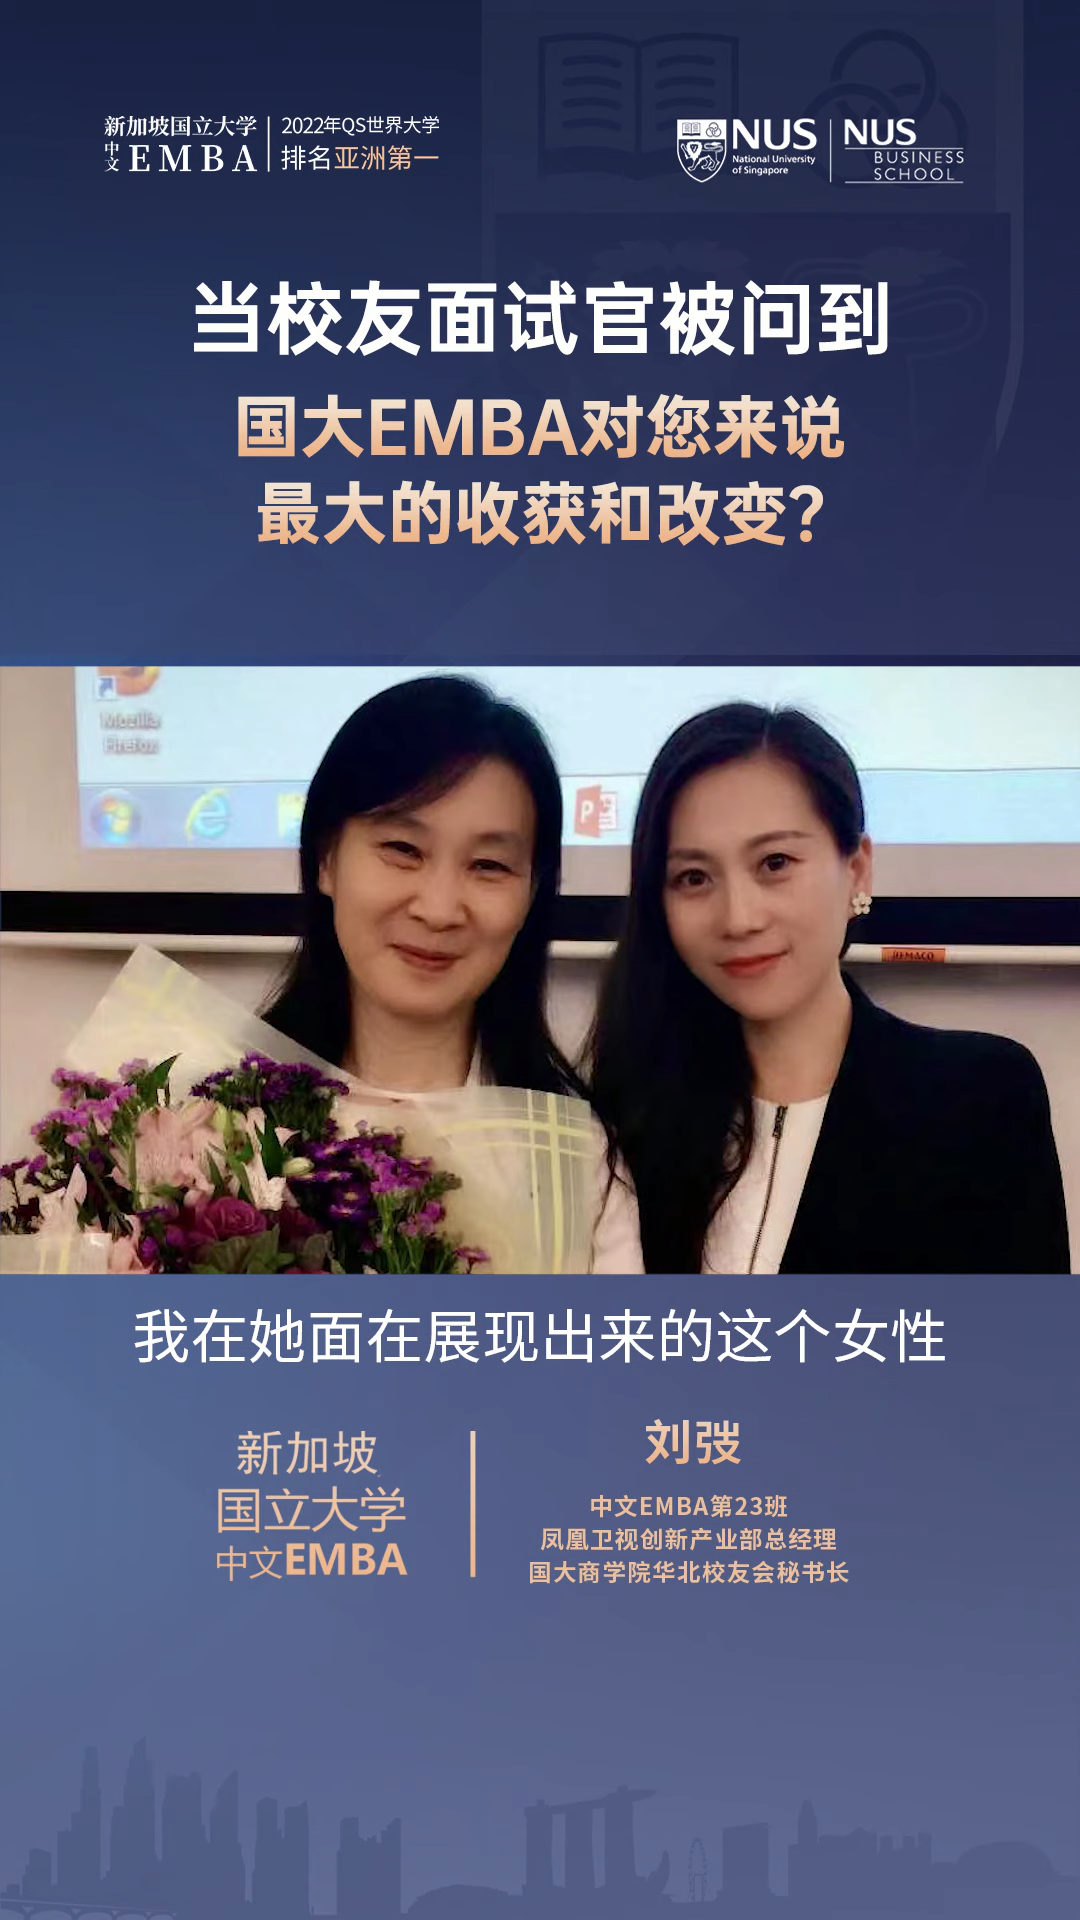 新加坡国立大学
中文 EMBA
2022年QS世界大学
排名亚洲第一
NUS
National University
of Singapore
NUS
BUSINESS
SCHOOL
当校友面试官被问到
国大EMBA对您来说
最大的收获和改变?
Mozilla
Firefox
P
REMACO
我在她面在展现出来的这个女性
新加坡
国立大学
中文EMBA
刘弢
中文EMBA第23班
凤凰卫视创新产业部总经理
国大商学院华北校友会秘书长